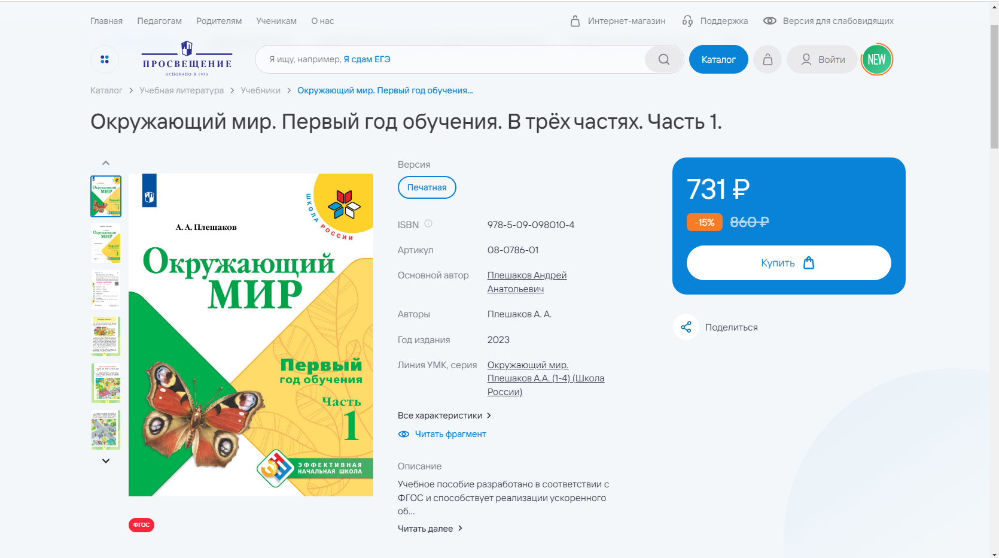 Главная Педагогам Родителям Ученикам О нас Интернет-магазин Поддержка Версия для слабовидящих
ПРОСВЕЩЕНИЕ
ОСНОВАНО В 1930
Я ищу, например, Я сдам ЕГЭ
Каталог
Войти
NEW
Каталог > Учебная литература > Учебники > Окружающий мир. Первый год обучения...
Окружающий мир. Первый год обучения. В трёх частях. Часть 1.
ШКОЛА РОССИИ
А. А. Плешаков
Окружающий
МИР
Первый
год обучения
Часть
1
ЭФФЕКТИВНАЯ
НАЧАЛЬНАЯ ШКОЛА
ФГОС
Версия
Печатная
ISBN 978-5-09-098010-4
Артикул 08-0786-01
Основной автор Плешаков Андрей
Анатольевич
Авторы Плешаков А. А.
Год издания 2023
Линия УМК, серия Окружающий мир.
Плешаков А.А. (1-4) (Школа
России)
Все характеристики
Читать фрагмент
Описание
Учебное пособие разработано в соответствии с
ФГОС и способствует реализации ускоренного
об...
Читать далее
731 ₽
-15% 860 ₽
Купить
Поделиться